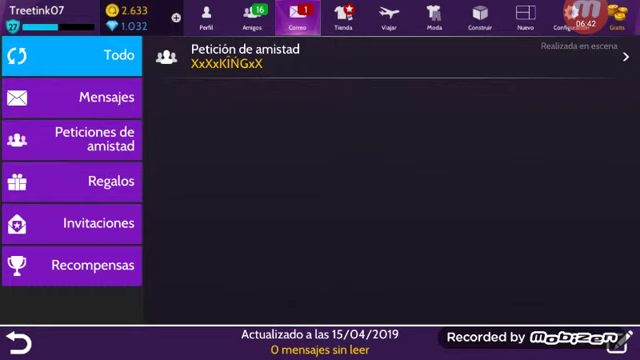 Treetink07
27
2.633
1.032
Perfil
16
Amigos
1
Correo
Tienda
Viajar
Moda
Construir
Nuevo
Configuración
Gratis
06:42
Todo
Mensajes
Peticiones de
amistad
Regalos
Invitaciones
Recompensas
Petición de amistad
XxXxKÎNGxX
Realizada en escena
Actualizado a las 15/04/2019
0 mensajes sin leer
Recorded by Mobizen